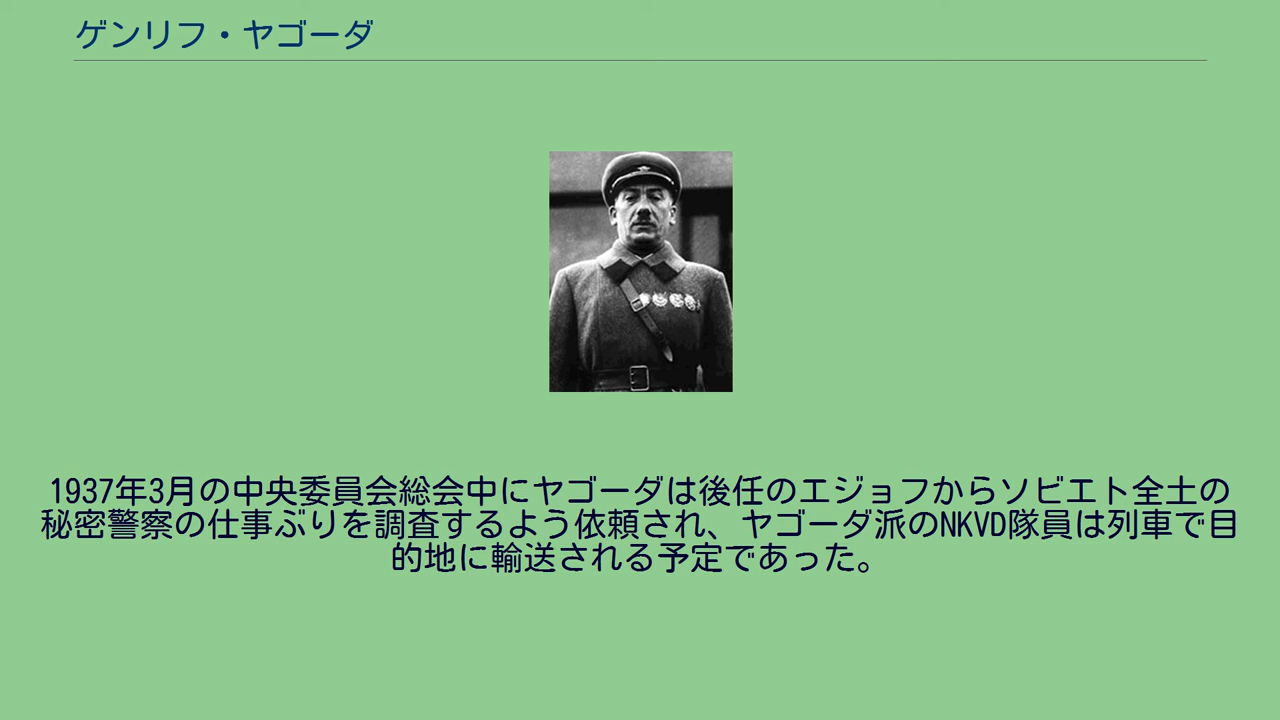 ゲンリフ・ヤゴーダ
1937年3月の中央委員会総会中にヤゴーダは後任のエジョフからソビエト全土の
秘密警察の仕事ぶりを調査するよう依頼され、ヤゴーダ派のNKVD隊員は列車で目
的地に輸送される予定であった。